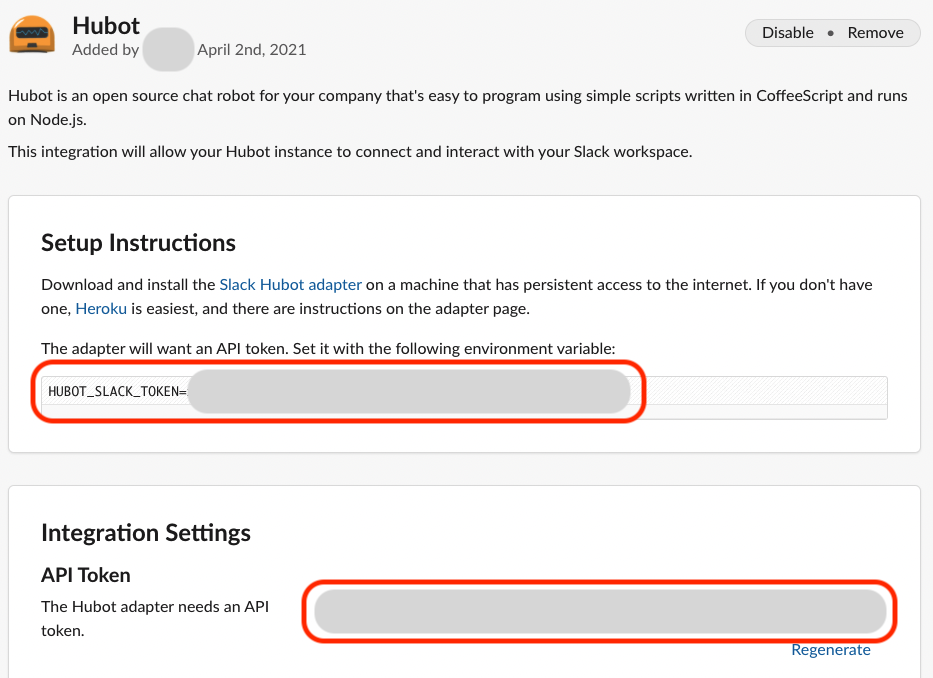 Hubot
Added by
April 2nd, 2021
Disable • Remove
Hubot is an open source chat robot for your company that's easy to program using simple scripts written in CoffeeScript and runs
on Node.js.
This integration will allow your Hubot instance to connect and interact with your Slack workspace.
Setup Instructions
Download and install the Slack Hubot adapter on a machine that has persistent access to the internet. If you don't have
one, Heroku is easiest, and there are instructions on the adapter page.
The adapter will want an API token. Set it with the following environment variable:
HUBOT_SLACK_TOKEN=
Integration Settings
API Token
The Hubot adapter needs an API
token.
Regenerate